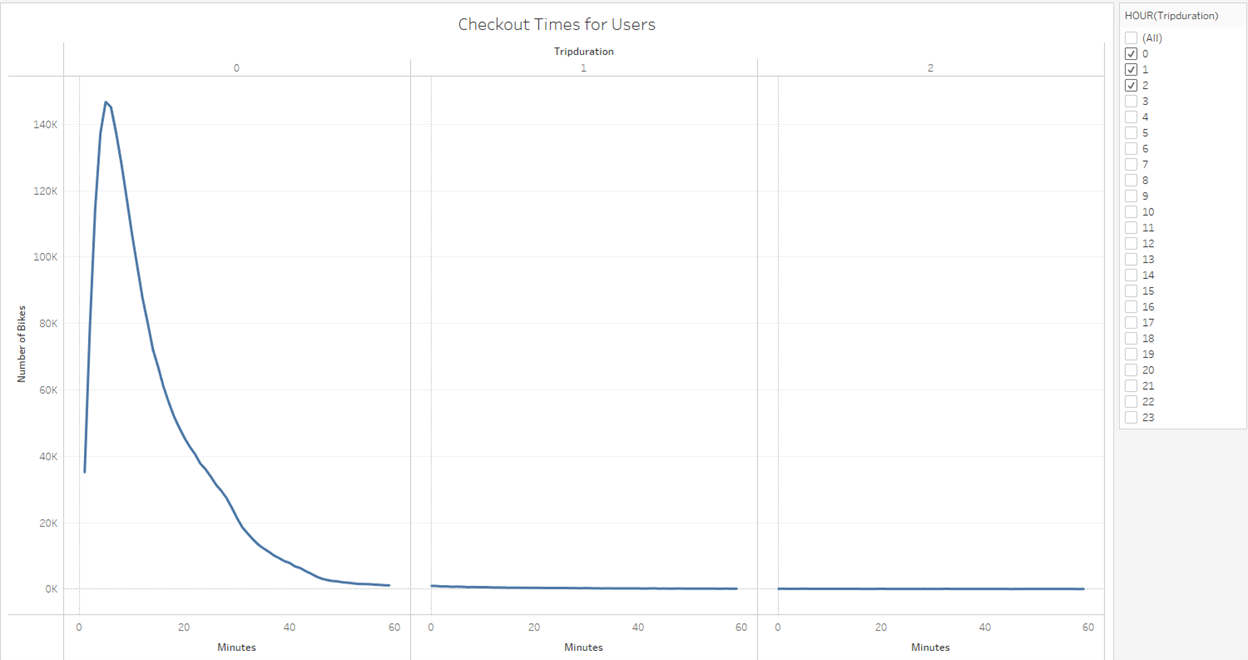 Checkout Times for Users
Tripduration
0 1 2
140K
120K
100K
80K
60K
40K
20K
0K
Number of Bikes
0 20 40 60 0 20 40 60 0 20 40 60
Minutes Minutes Minutes
HOUR(Tripduration)
(All)
0
1
2
3
4
5
6
7
8
9
10
11
12
13
14
15
16
17
18
19
20
21
22
23